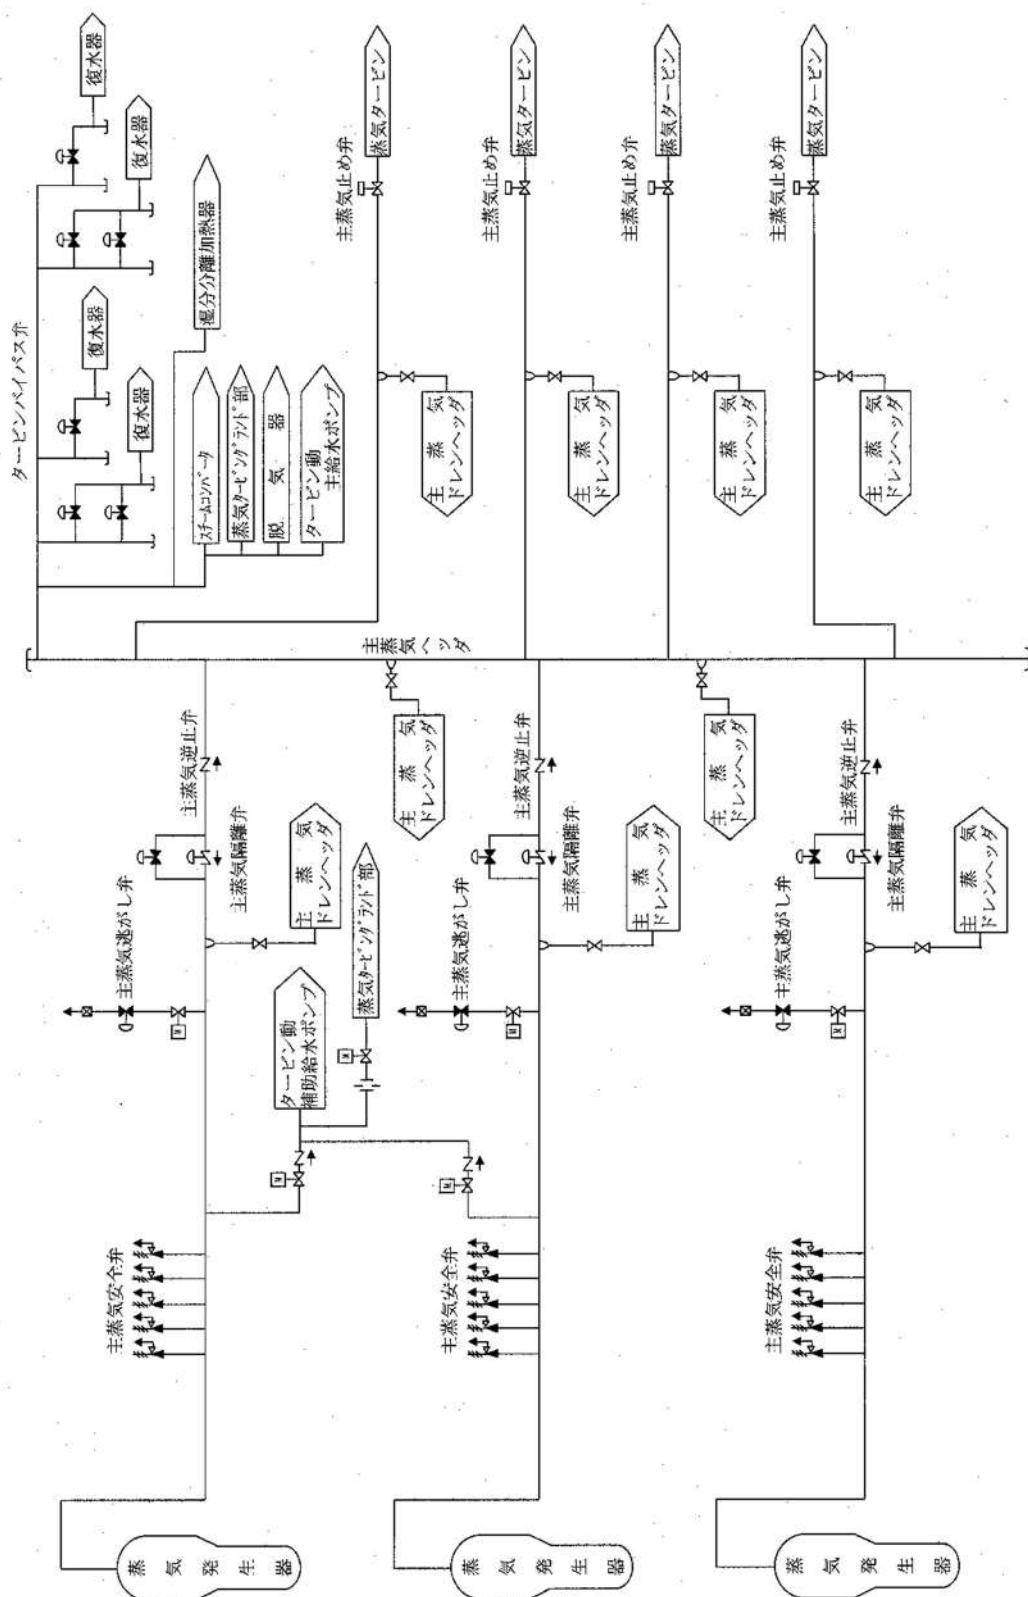 タービンバイパス弁
復水器
復水器
復水器
復水器
湿分分離加熱器
スチームコンバータ
蒸気タービングランド部
脱気器
タービン動
主給水ポンプ
主蒸気止め弁
蒸気タービン
主蒸気止め弁
蒸気タービン
主蒸気止め弁
蒸気タービン
主蒸気止め弁
蒸気タービン
主蒸気
ドレンヘッダ
主蒸気
ドレンヘッダ
主蒸気
ドレンヘッダ
主蒸気
ドレンヘッダ
主蒸気ヘッダ
主蒸気逆止弁
主蒸気隔離弁
主蒸気逃がし弁
主蒸気
ドレンヘッダ
主蒸気
ドレンヘッダ
蒸気タービングランド部
タービン動
補助給水ポンプ
M
M
M
M
主蒸気安全弁
蒸気発生器
主蒸気逆止弁
主蒸気隔離弁
主蒸気逃がし弁
主蒸気
ドレンヘッダ
主蒸気
ドレンヘッダ
M
主蒸気安全弁
蒸気発生器
主蒸気逆止弁
主蒸気隔離弁
主蒸気逃がし弁
主蒸気
ドレンヘッダ
M
主蒸気安全弁
蒸気発生器